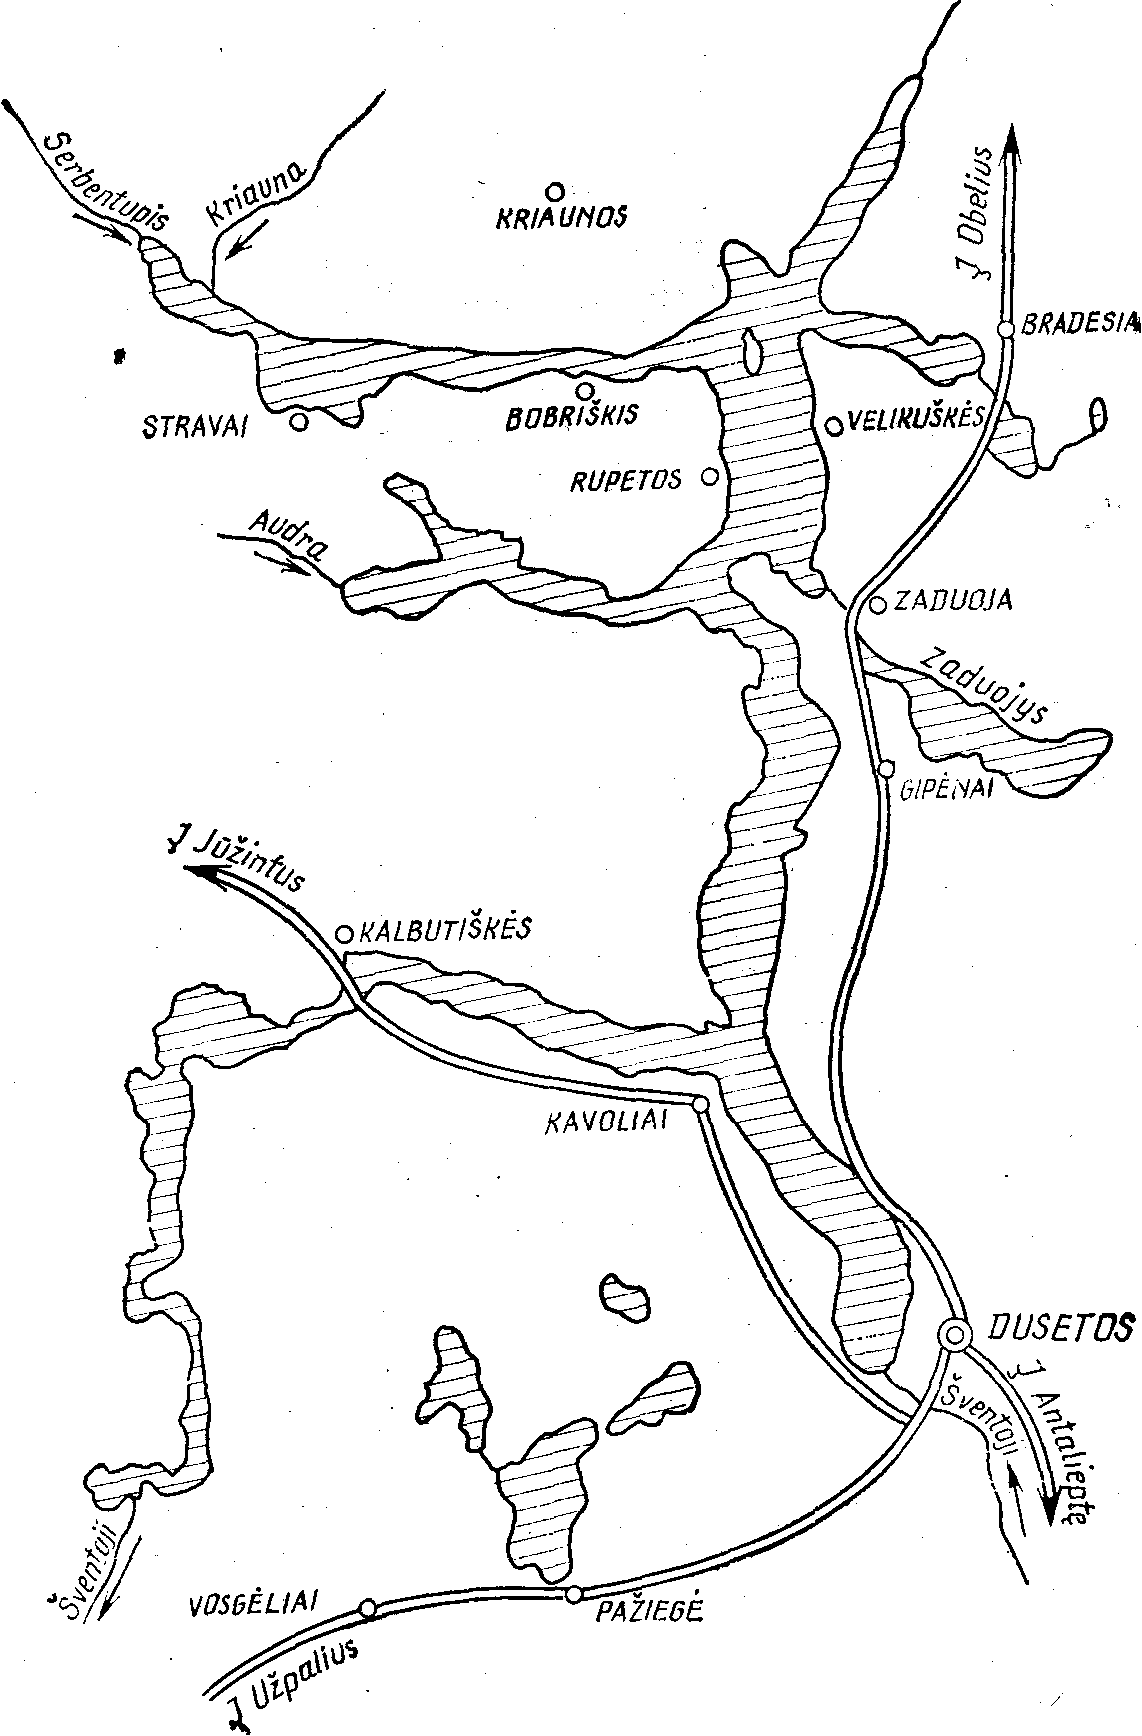 Serbentupis
Kriauna
KRIAUNOS
Į Obelius
BRADESIA
STRAVAI
BOBRIŠKIS
VELIKUŠKĖS
RUPETOS
Audra
ZADUOJA
Zaduojys
GIPĖNAI
Į Jūžintus
KALBUTIŠKĖS
KAVOLIAI
DUSETOS
Šventoji
Į Antalieptę
Šventoji
VOSGĖLIAI
PAŽIEGĖ
Į Užpalius